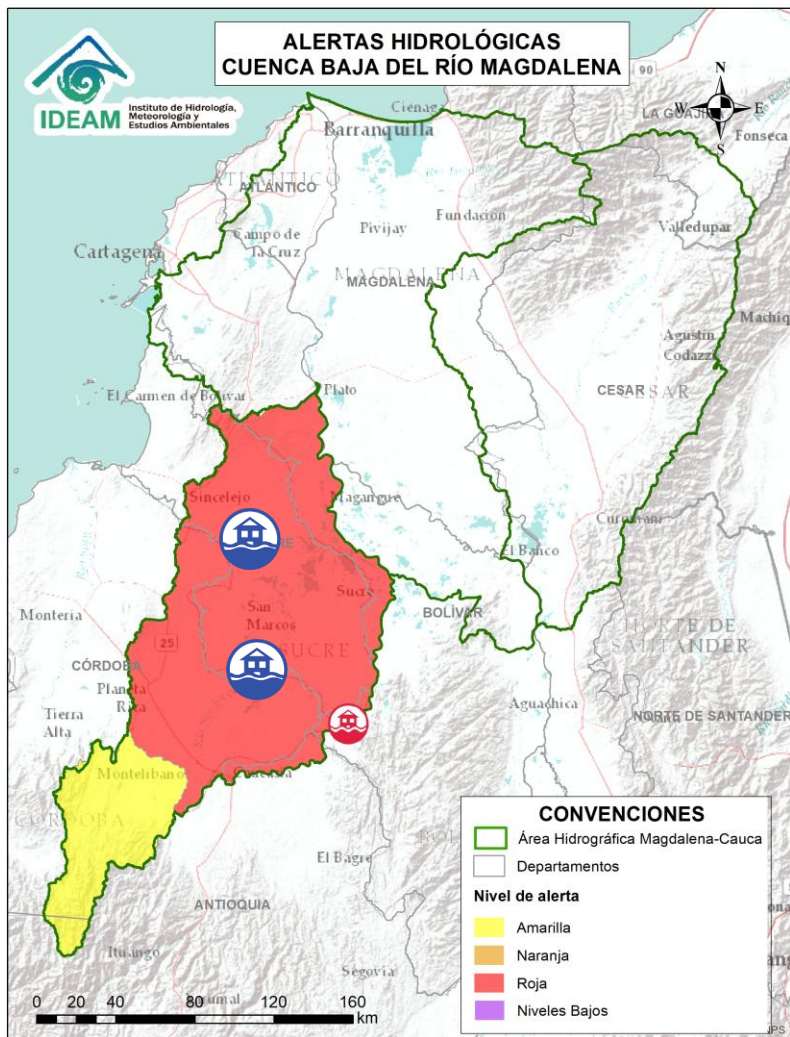 ALERTAS HIDROLÓGICAS
CUENCA BAJA DEL RÍO MAGDALENA
IDEAM
Instituto de Hidrología,
Meteorología y
Estudios Ambientales
N
W
E
S
90
LA GUAJIRA
Fonseca
Ciénaga
Barranquilla
ATLÁNTICO
Fundación
Pivijay
Valledupar
Campo de
La Cruz
Cartagena
MAGDALENA
MAGDALENA
Machiq
Agustín
Codazzi
CESAR
CESAR
El Carmen de Bolívar
Plato
Sincelejo
Magangue
Curumaní
El Banco
Sucre
BOLÍVAR
San
Marcos
SUCRE
Montería
NORTE DE
SANTANDER
25
CÓRDOBA
Planeta
Rica
Aguachica
Tierra
Alta
NORTE DE SANTANDER
Montelíbano
CÓRDOBA
El Bagre
ANTIOQUIA
Ituango
Segovia
CONVENCIONES
Área Hidrográfica Magdalena-Cauca
Departamentos
Nivel de alerta
Amarilla
Naranja
Roja
Niveles Bajos
0 20 40 80 120 160
km